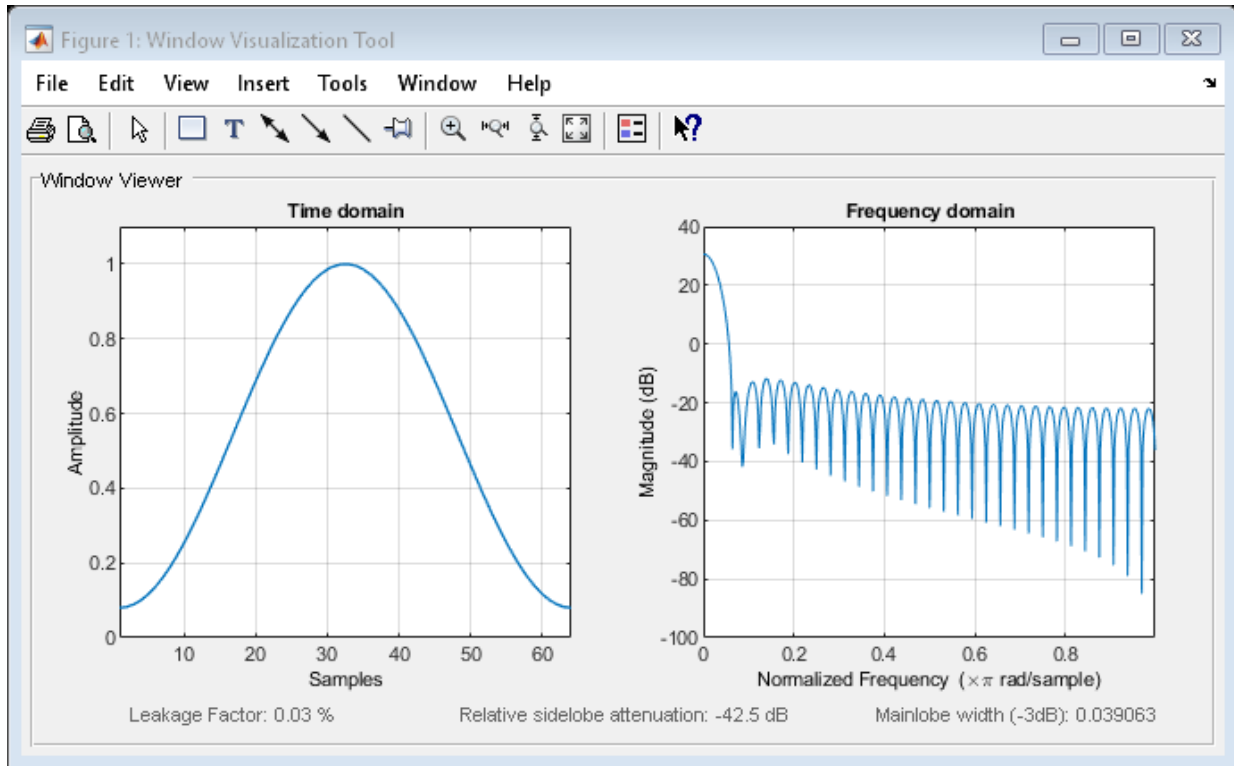 Figure 1: Window Visualization Tool
File Edit View Insert Tools Window Help
T ?
Window Viewer
Time domain
1
0.8
0.6
0.4
0.2
0
Amplitude
10 20 30 40 50 60
Samples
Frequency domain
40
20
0
-20
-40
-60
-80
-100
Magnitude (dB)
0 0.2 0.4 0.6 0.8
Normalized Frequency (×π rad/sample)
Leakage Factor: 0.03 % Relative sidelobe attenuation: -42.5 dB Mainlobe width (-3dB): 0.039063